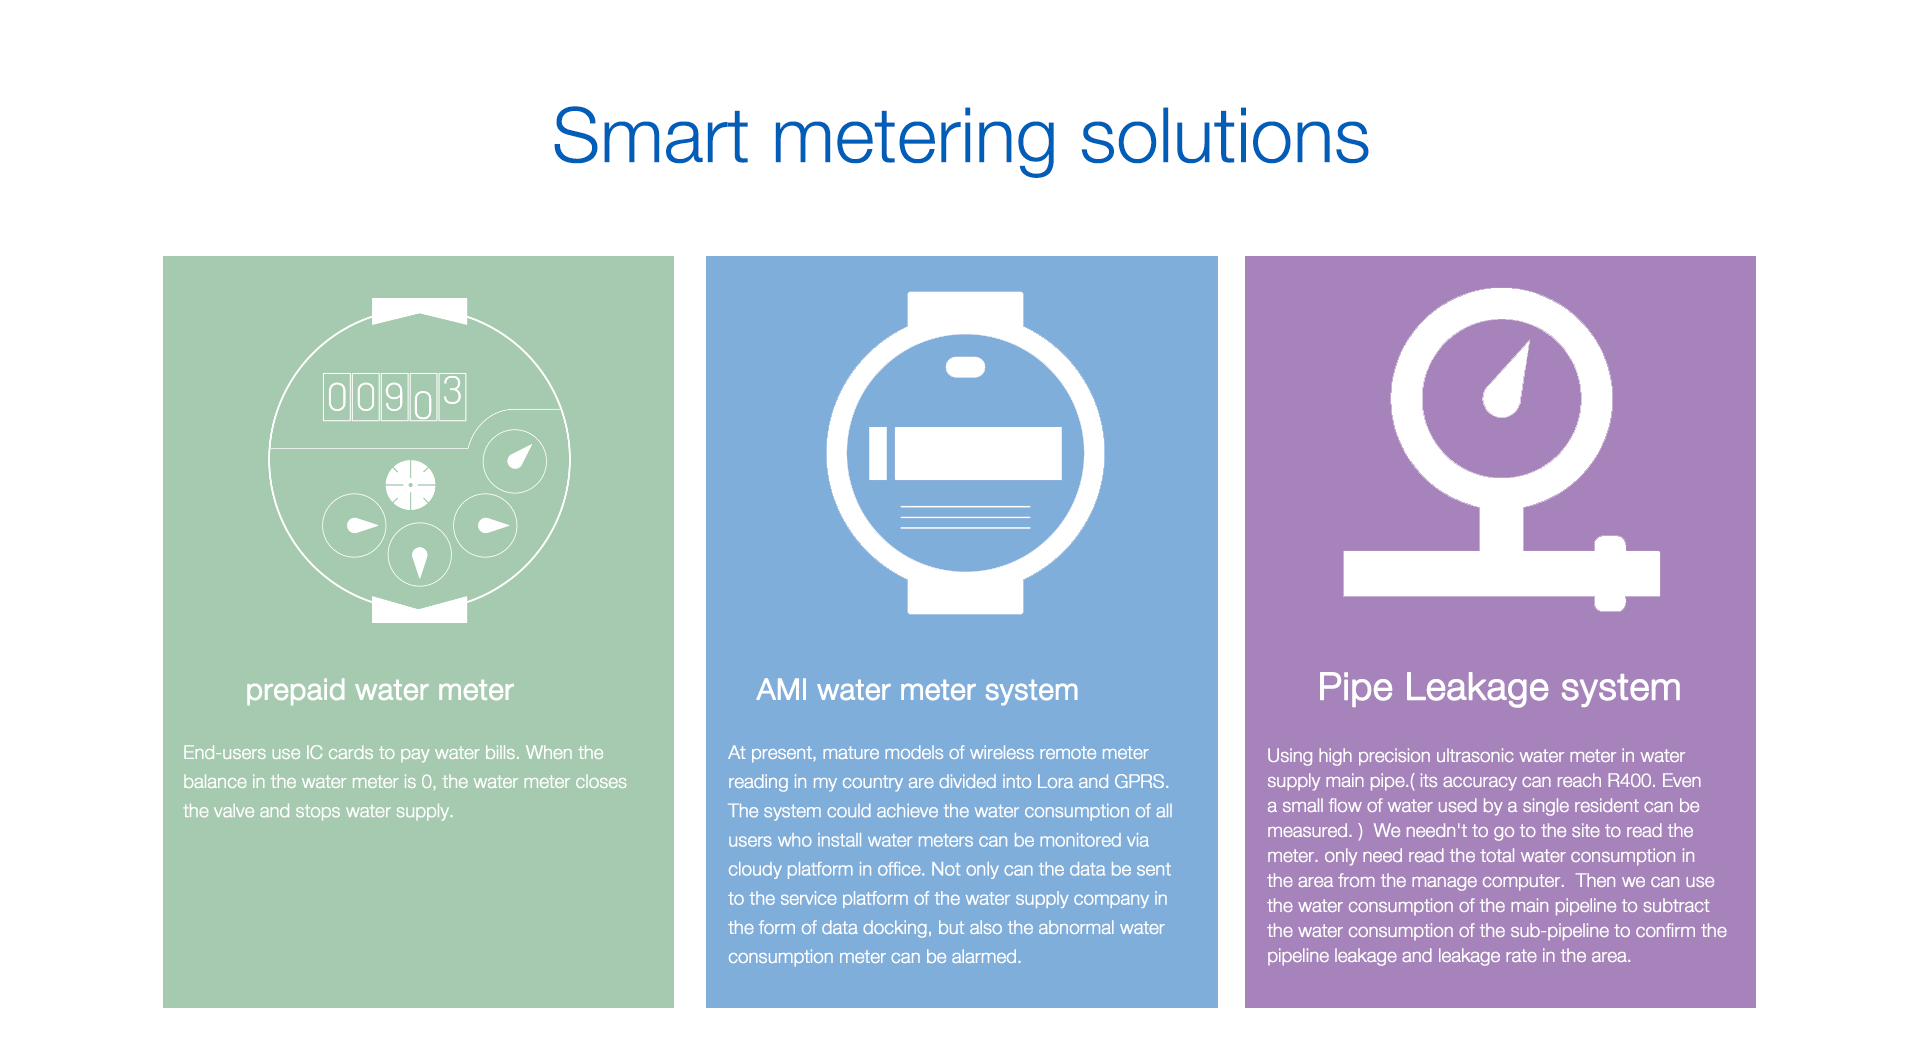 Smart metering solutions
00903
prepaid water meter
End-users use IC cards to pay water bills. When the
balance in the water meter is 0, the water meter closes
the valve and stops water supply.
AMI water meter system
At present, mature models of wireless remote meter
reading in my country are divided into Lora and GPRS.
The system could achieve the water consumption of all
users who install water meters can be monitored via
cloudy platform in office. Not only can the data be sent
to the service platform of the water supply company in
the form of data docking, but also the abnormal water
consumption meter can be alarmed.
Pipe Leakage system
Using high precision ultrasonic water meter in water
supply main pipe.( its accuracy can reach R400. Even
a small flow of water used by a single resident can be
measured. )  We needn't to go to the site to read the
meter. only need read the total water consumption in
the area from the manage computer.  Then we can use
the water consumption of the main pipeline to subtract
the water consumption of the sub-pipeline to confirm the
pipeline leakage and leakage rate in the area.